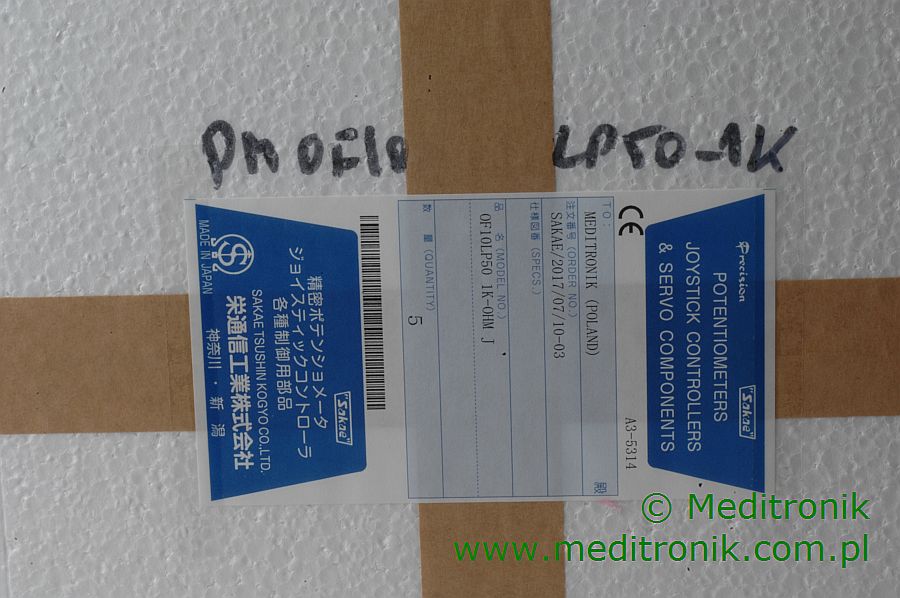 LP50-1K
Precision
POTENTIOMETERS
JOYSTICK CONTROLLERS
& SERVO COMPONENTS
Sakae
CE
A3-5314
TO:
MEDITRONIK (POLAND)
殿
注文番号 (ORDER NO.)
SAKAE/2017/07/10-03
仕様図番 (SPECS.)
品 名 (MODEL NO.)
OF10LP50 1K-OHM J
数 量 (QUANTITY)
5
Sakae
精密ポテンショメータ
ジョイスティックコントローラ
各種制御用部品
SAKAE TSUSHIN KOGYO CO.,LTD.
栄通信工業株式会社
神奈川・新潟
MADE IN JAPAN
© Meditronik
www.meditronik.com.pl